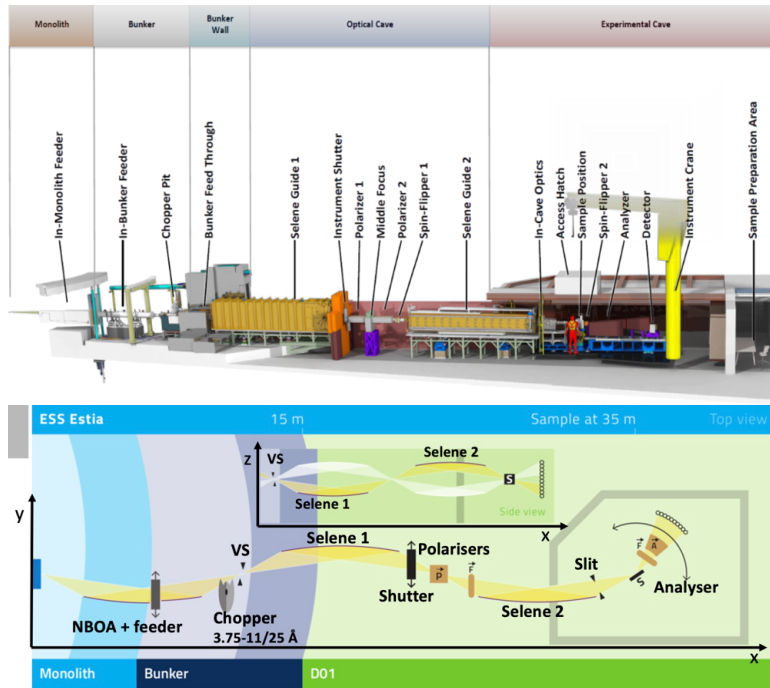 Monolith
Bunker
Bunker
Wall
Optical Cave
Experimental Cave
In-Monolith Feeder
In-Bunker Feeder
Chopper Pit
Bunker Feed Through
Selene Guide 1
Instrument Shutter
Polarizer 1
Middle Focus
Polarizer 2
Spin-Flipper 1
Selene Guide 2
In-Cave Optics
Access Hatch
Sample Position
Spin-Flipper 2
Analyzer
Detector
Instrument Crane
Sample Preparation Area
ESS Estia
15 m
Sample at 35 m
Top view
z
VS
Selene 2
S
Selene 1
Side view
x
y
VS
Selene 1
Polarisers
F
A
P
F
Slit
S
Analyser
Shutter
Selene 2
NBOA + feeder
Chopper
3.75-11/25 Å
x
Monolith
Bunker
D01